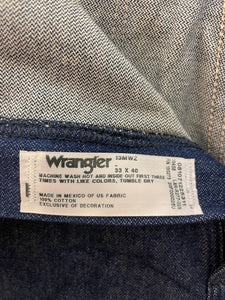 Wrangler
13MWZ
33 X 40
MACHINE WASH HOT AND INSIDE OUT FIRST THREE
TIMES WITH LIKE COLORS, TUMBLE DRY
MADE IN MEXICO OF US FABRIC
100% COTTON
EXCLUSIVE OF DECORATION